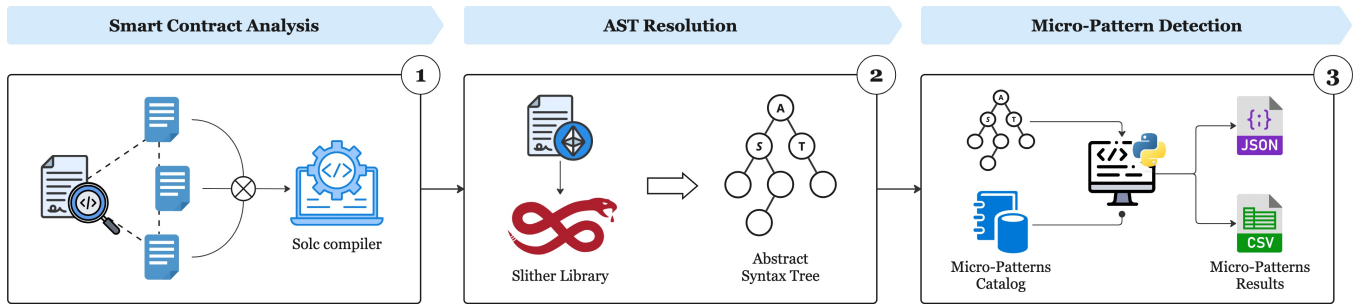 Smart Contract Analysis
AST Resolution
Micro-Pattern Detection
1
2
3
</>
Solc compiler
Slither Library
A
S
T
Abstract
Syntax Tree
A
S
T
</>
Micro-Patterns
Catalog
{;}
JSON
CSV
Micro-Patterns
Results